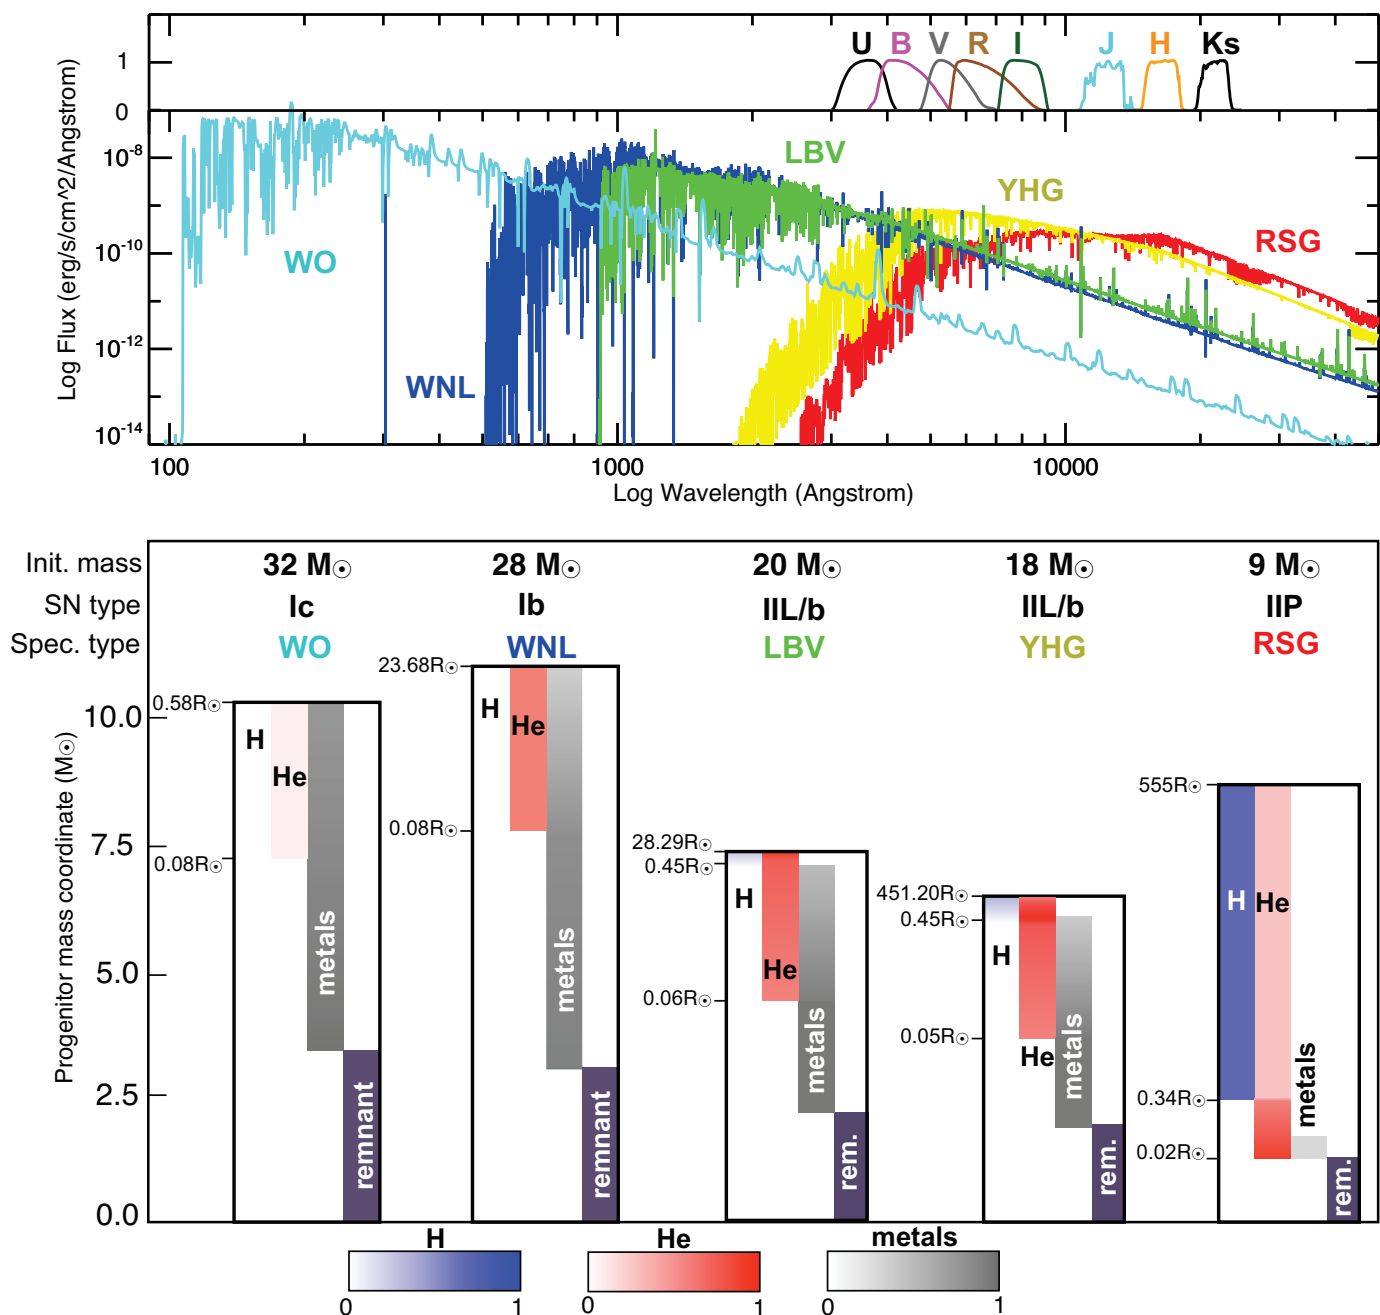 U B V R I J H Ks
1
0
Log Flux (erg/s/cm^2/Angstrom)
10^-8
10^-10
10^-12
10^-14
WO
WNL
LBV
YHG
RSG
100 1000 10000
Log Wavelength (Angstrom)
Init. mass 32 M☉ 28 M☉ 20 M☉ 18 M☉ 9 M☉
SN type Ic Ib IIL/b IIL/b IIP
Spec. type WO WNL LBV YHG RSG
Progenitor mass coordinate (M☉)
10.0
7.5
5.0
2.5
0.0
0.58R☉
0.08R☉
H
He
metals
remnant
23.68R☉
0.08R☉
H
He
metals
remnant
28.29R☉
0.45R☉
0.06R☉
H
He
metals
rem.
451.20R☉
0.45R☉
0.05R☉
H
He
metals
rem.
555R☉
0.34R☉
0.02R☉
H
He
metals
rem.
H He metals
0 1 0 1 0 1